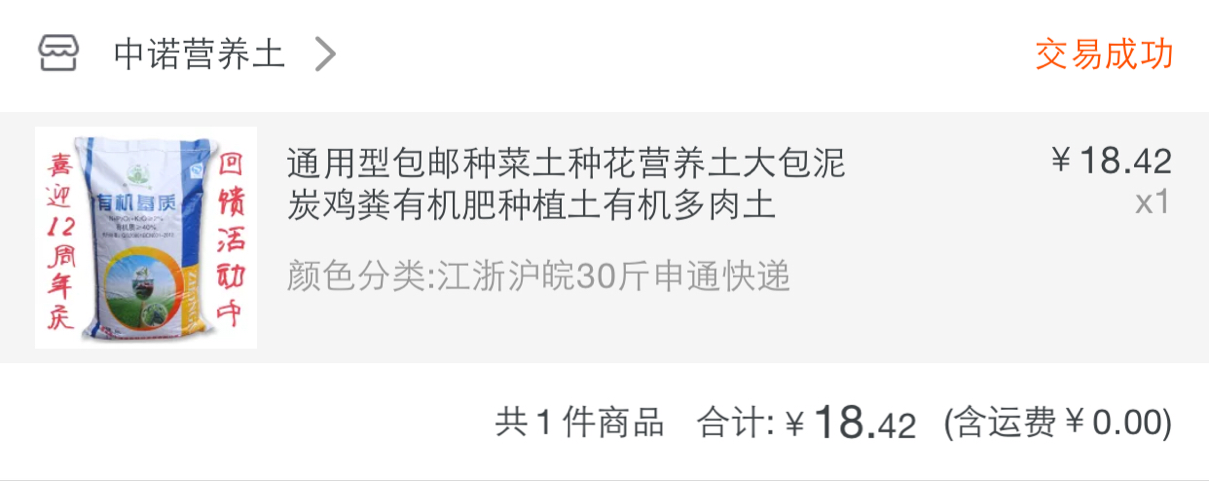 中诺营养土
交易成功
喜迎12周年庆
回馈活动中
有机基质
通用型包邮种菜土种花营养土大包泥
炭鸡粪有机肥种植土有机多肉土
¥18.42
x1
颜色分类:江浙沪皖30斤申通快递
共1件商品 合计:¥18.42 (含运费¥0.00)